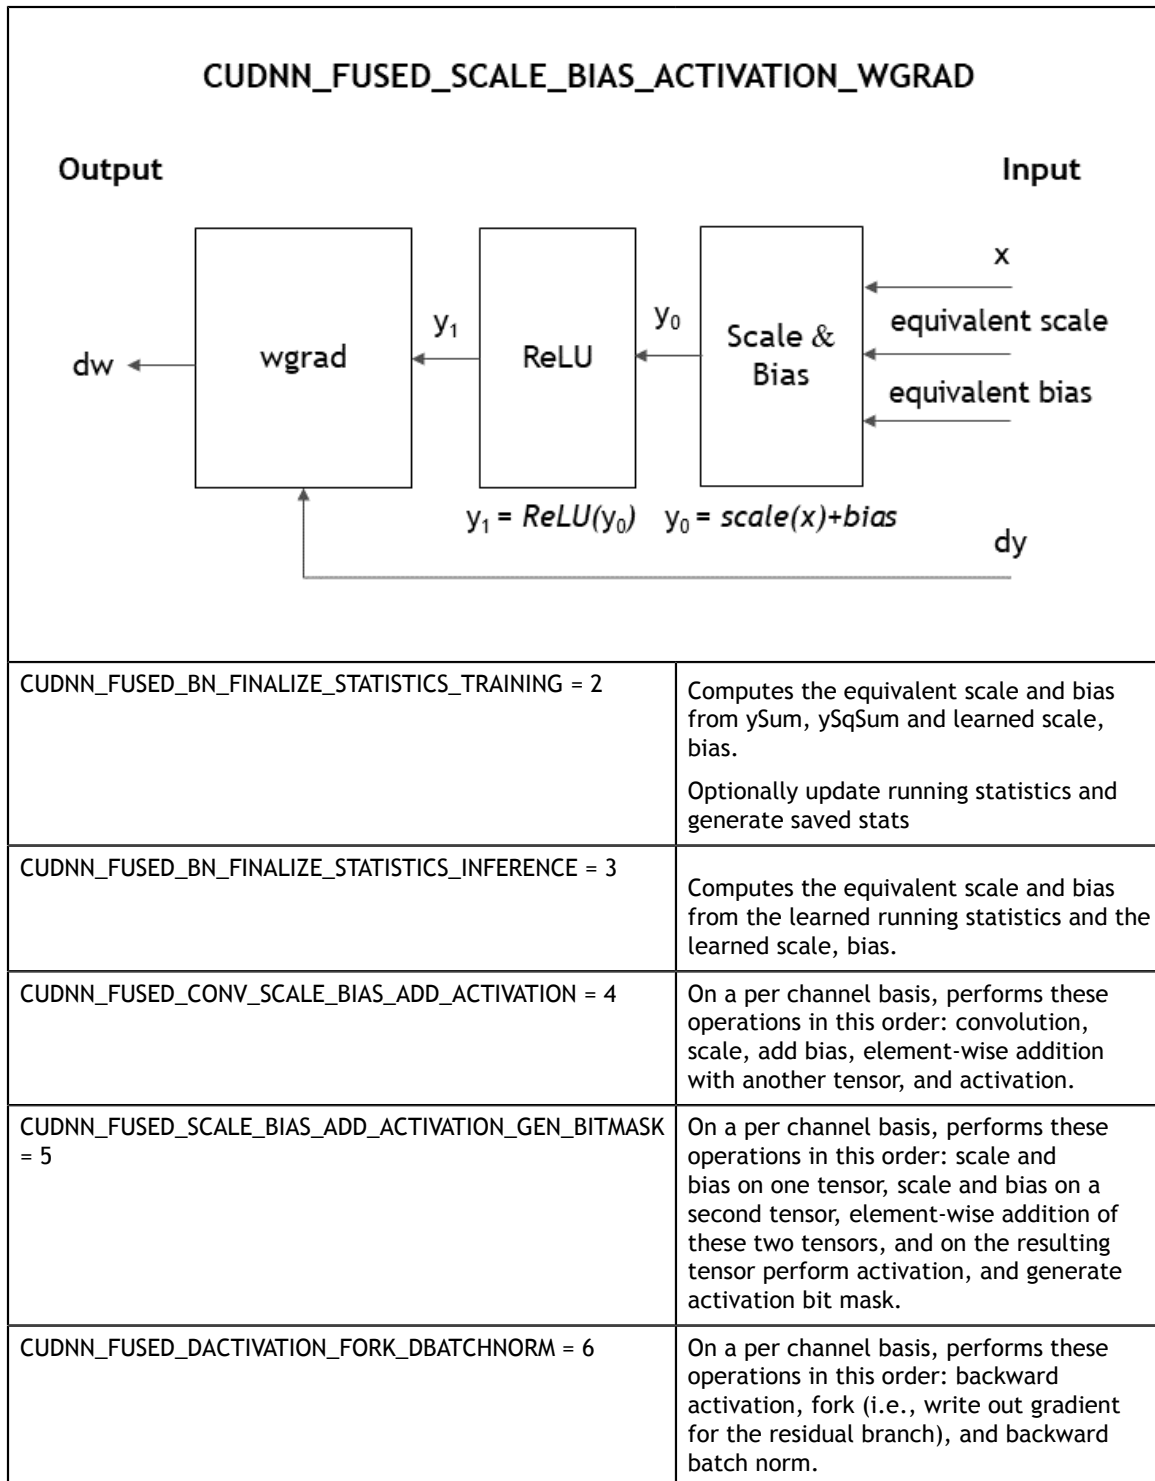 CUDNN_FUSED_SCALE_BIAS_ACTIVATION_WGRAD
Output
Input
x
equivalent scale
equivalent bias
dw
wgrad
y₁
ReLU
y₀
Scale &
Bias
y₁ = ReLU(y₀)
y₀ = scale(x)+bias
dy
CUDNN_FUSED_BN_FINALIZE_STATISTICS_TRAINING = 2
Computes the equivalent scale and bias
from ySum, ySqSum and learned scale,
bias.
Optionally update running statistics and
generate saved stats
CUDNN_FUSED_BN_FINALIZE_STATISTICS_INFERENCE = 3
Computes the equivalent scale and bias
from the learned running statistics and the
learned scale, bias.
CUDNN_FUSED_CONV_SCALE_BIAS_ADD_ACTIVATION = 4
On a per channel basis, performs these
operations in this order: convolution,
scale, add bias, element-wise addition
with another tensor, and activation.
CUDNN_FUSED_SCALE_BIAS_ADD_ACTIVATION_GEN_BITMASK
= 5
On a per channel basis, performs these
operations in this order: scale and
bias on one tensor, scale and bias on a
second tensor, element-wise addition of
these two tensors, and on the resulting
tensor perform activation, and generate
activation bit mask.
CUDNN_FUSED_DACTIVATION_FORK_DBATCHNORM = 6
On a per channel basis, performs these
operations in this order: backward
activation, fork (i.e., write out gradient
for the residual branch), and backward
batch norm.